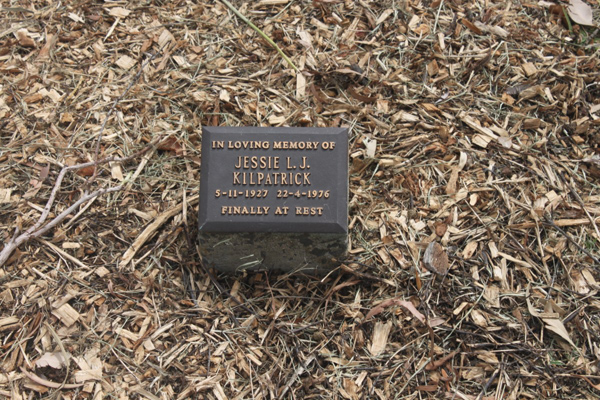 IN LOVING MEMORY OF
JESSIE L.J.
KILPATRICK
5-11-1927 22-4-1976
FINALLY AT REST